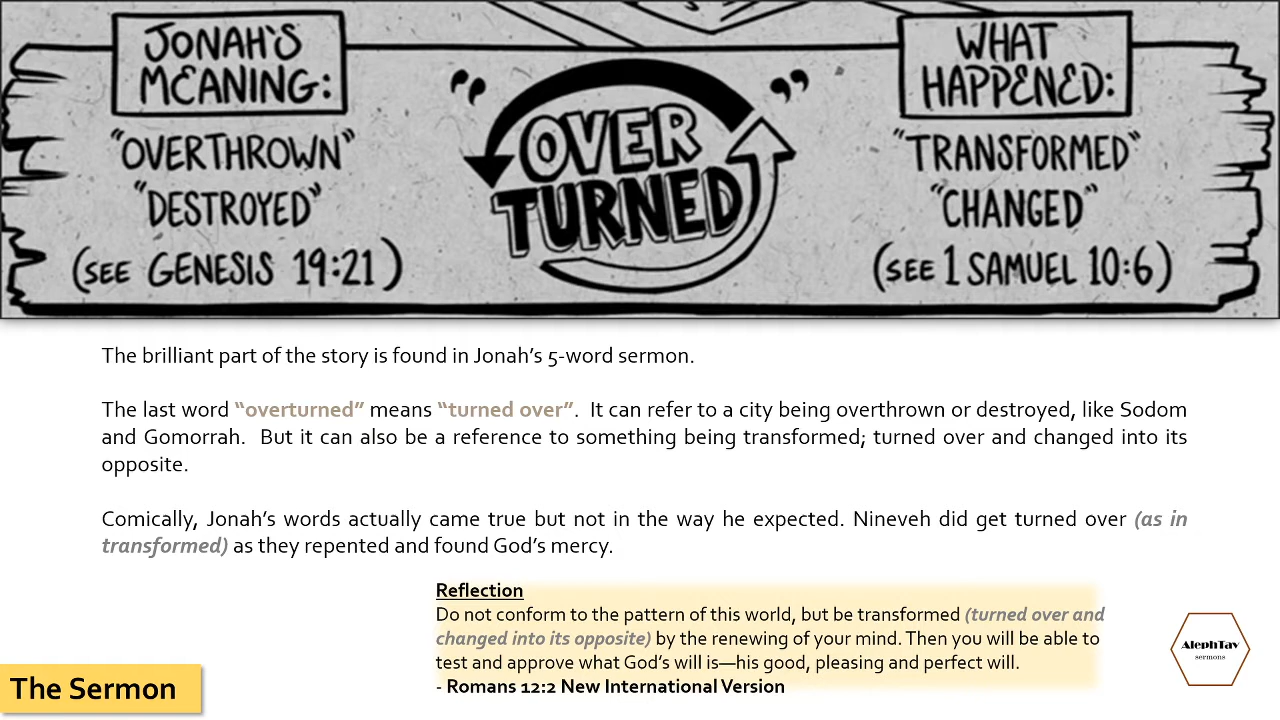 JONAH'S
MEANING:
"OVERTHROWN"
"DESTROYED"
(SEE GENESIS 19:21)
"OVER
TURNED"
WHAT
HAPPENED:
"TRANSFORMED"
"CHANGED"
(SEE 1 SAMUEL 10:6)
The brilliant part of the story is found in Jonah's 5-word sermon.
The last word "overturned" means "turned over". It can refer to a city being overthrown or destroyed, like Sodom
and Gomorrah. But it can also be a reference to something being transformed; turned over and changed into its
opposite.
Comically, Jonah's words actually came true but not in the way he expected. Nineveh did get turned over (as in
transformed) as they repented and found God's mercy.
Reflection
Do not conform to the pattern of this world, but be transformed (turned over and
changed into its opposite) by the renewing of your mind. Then you will be able to
test and approve what God's will is—his good, pleasing and perfect will.
- Romans 12:2 New International Version
The Sermon
AlephTav
sermons